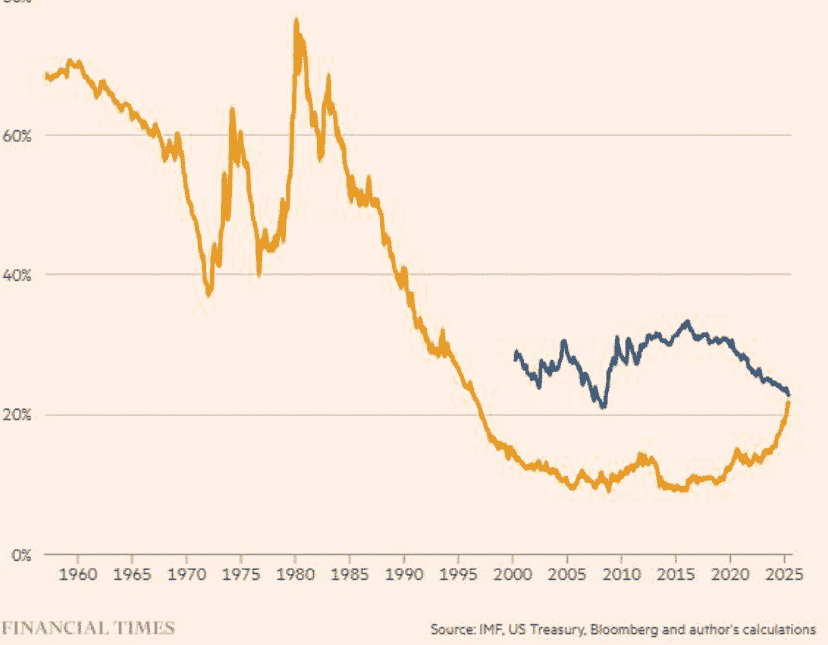 60%
40%
20%
0%
1960 1965 1970 1975 1980 1985 1990 1995 2000 2005 2010 2015 2020 2025
FINANCIAL TIMES
Source: IMF, US Treasury, Bloomberg and author's calculations